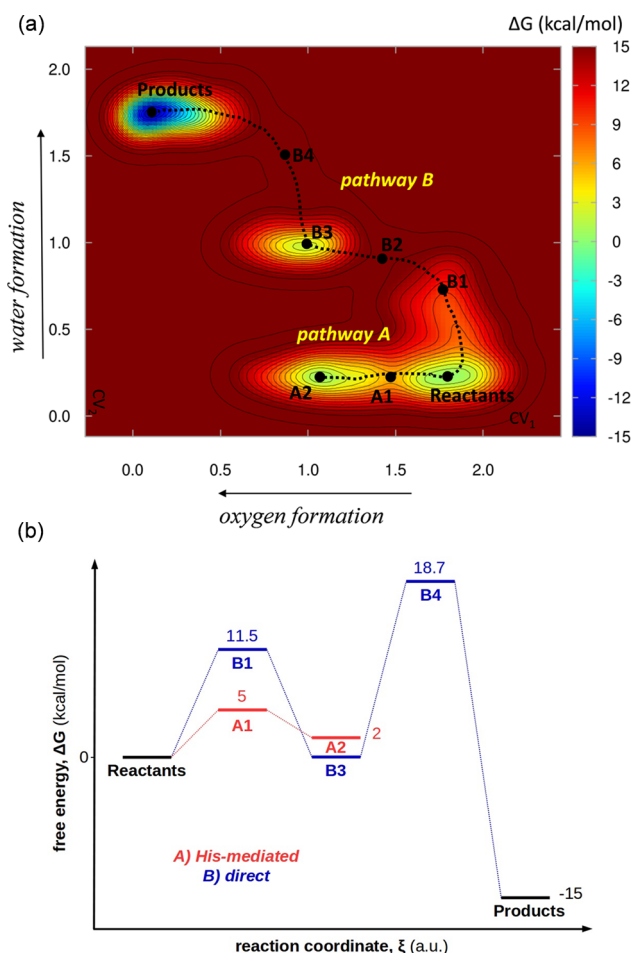 (a)
ΔG (kcal/mol)
2.0
1.5
1.0
0.5
0.0
water formation
Products
B4
pathway B
B3
B2
B1
pathway A
A2
A1
Reactants
CV2
CV1
15
12
9
6
3
0
-3
-6
-9
-12
-15
0.0 0.5 1.0 1.5 2.0
oxygen formation
(b)
free energy, ΔG (kcal/mol)
18.7
B4
11.5
B1
5
A1
2
A2
0
Reactants
B3
A) His-mediated
B) direct
-15
Products
reaction coordinate, ξ (a.u.)